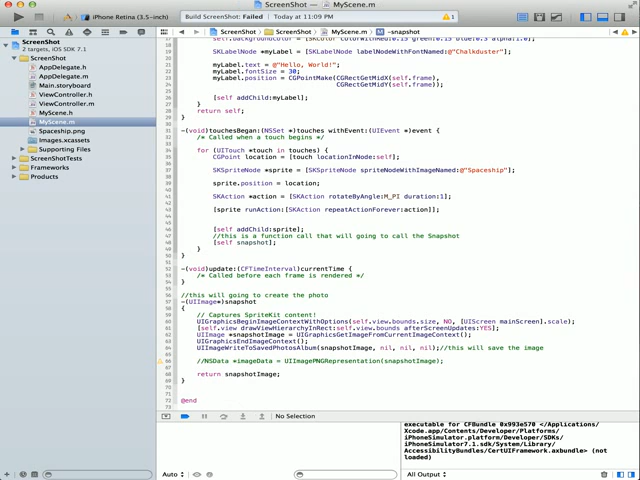 ScreenShot — MyScene.m
iPhone Retina (3.5-inch)
Build ScreenShot: Failed
Today at 11:09 PM
1
ScreenShot
ScreenShot
MyScene.m
-snapshot
ScreenShot
2 targets, iOS SDK 7.1
ScreenShot
AppDelegate.h
AppDelegate.m
Main.storyboard
ViewController.h
ViewController.m
MyScene.h
MyScene.m
Spaceship.png
Images.xcassets
Supporting Files
ScreenShotTests
Frameworks
Products
SKLabelNode *myLabel = [SKLabelNode labelNodeWithFontNamed:@"Chalkduster"];
myLabel.text = @"Hello, World!";
myLabel.fontSize = 30;
myLabel.position = CGPointMake(CGRectGetMidX(self.frame),
CGRectGetMidY(self.frame));
[self addChild:myLabel];
}
return self;
}
-(void)touchesBegan:(NSSet *)touches withEvent:(UIEvent *)event {
/* Called when a touch begins */
for (UITouch *touch in touches) {
CGPoint location = [touch locationInNode:self];
SKSpriteNode *sprite = [SKSpriteNode spriteNodeWithImageNamed:@"Spaceship"];
sprite.position = location;
SKAction *action = [SKAction rotateByAngle:M_PI duration:1];
[sprite runAction:[SKAction repeatActionForever:action]];
[self addChild:sprite];
//this is a function call that will going to call the Snapshot
[self snapshot];
}
}
-(void)update:(CFTimeInterval)currentTime {
/* Called before each frame is rendered */
}
//this will going to create the photo
-(UIImage*)snapshot
{
// Captures SpriteKit content!
UIGraphicsBeginImageContextWithOptions(self.view.bounds.size, NO, [UIScreen mainScreen].scale);
[self.view drawViewHierarchyInRect:self.view.bounds afterScreenUpdates:YES];
UIImage *snapshotImage = UIGraphicsGetImageFromCurrentImageContext();
UIGraphicsEndImageContext();
UIImageWriteToSavedPhotosAlbum(snapshotImage, nil, nil, nil);//this will save the image
//NSData *imageData = UIImagePNGRepresentation(snapshotImage);
return snapshotImage;
}
@end
No Selection
executable for CFBundle 0x993e570 </Applications/
Xcode.app/Contents/Developer/Platforms/
iPhoneSimulator.platform/Developer/SDKs/
iPhoneSimulator7.1.sdk/System/Library/
AccessibilityBundles/CertUIFramework.axbundle> (not
loaded)
Auto
All Output